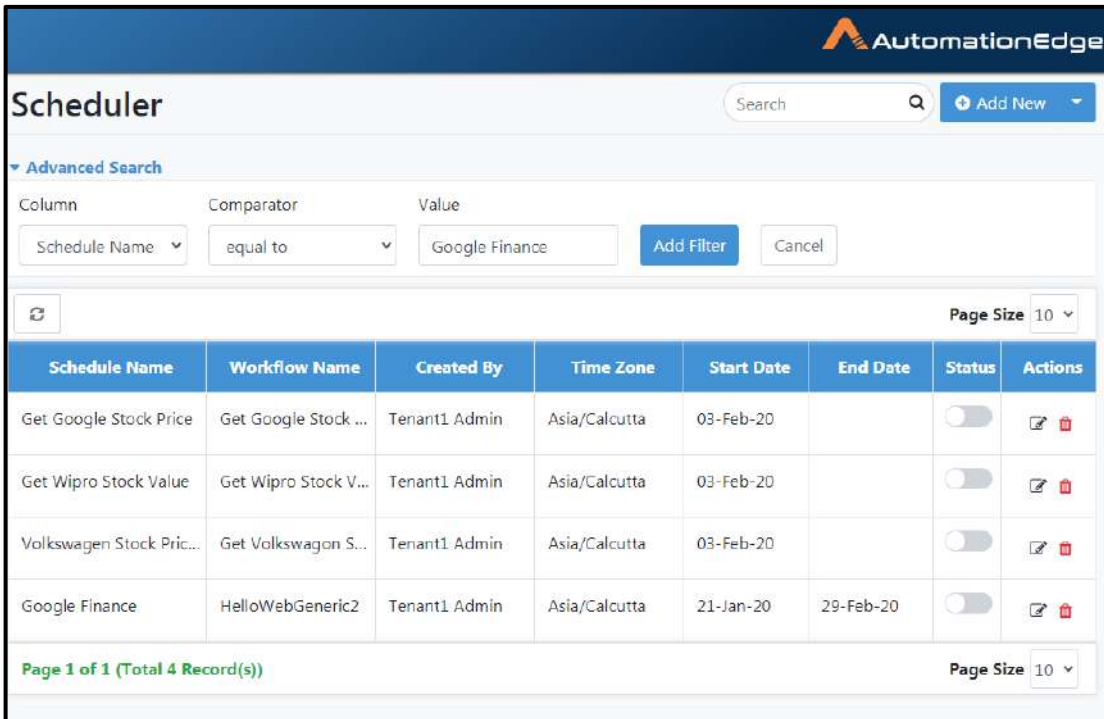 AutomationEdge
Scheduler
Search
Add New
Advanced Search
Column Comparator Value
Schedule Name equal to Google Finance Add Filter Cancel
Page Size 10
Schedule Name Workflow Name Created By Time Zone Start Date End Date Status Actions
Get Google Stock Price Get Google Stock ... Tenant1 Admin Asia/Calcutta 03-Feb-20
Get Wipro Stock Value Get Wipro Stock V... Tenant1 Admin Asia/Calcutta 03-Feb-20
Volkswagen Stock Pric... Get Volkswagon S... Tenant1 Admin Asia/Calcutta 03-Feb-20
Google Finance HelloWebGeneric2 Tenant1 Admin Asia/Calcutta 21-Jan-20 29-Feb-20
Page 1 of 1 (Total 4 Record(s)) Page Size 10